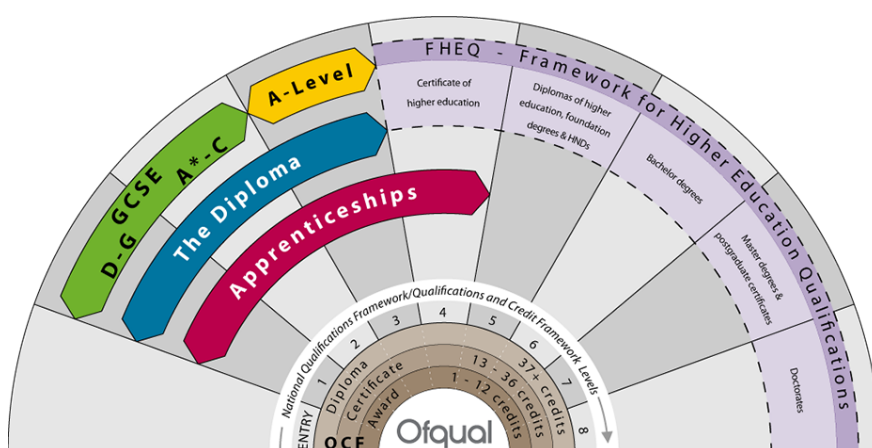 FHEQ - Framework for Higher Education Qualifications
A-Level
GCSE
D-G
A*-C
The Diploma
Apprenticeships
Certificate of
higher education
Diplomas of higher
education, foundation
degrees & HNDs
Bachelor degrees
Master degrees &
postgraduate certificates
Doctorates
National Qualifications Framework/Qualifications and Credit Framework Levels
ENTRY
1
2
3
4
5
6
7
8
Diploma
37+ credits
Certificate
13 - 36 credits
Award
1 - 12 credits
QCF
Ofqual